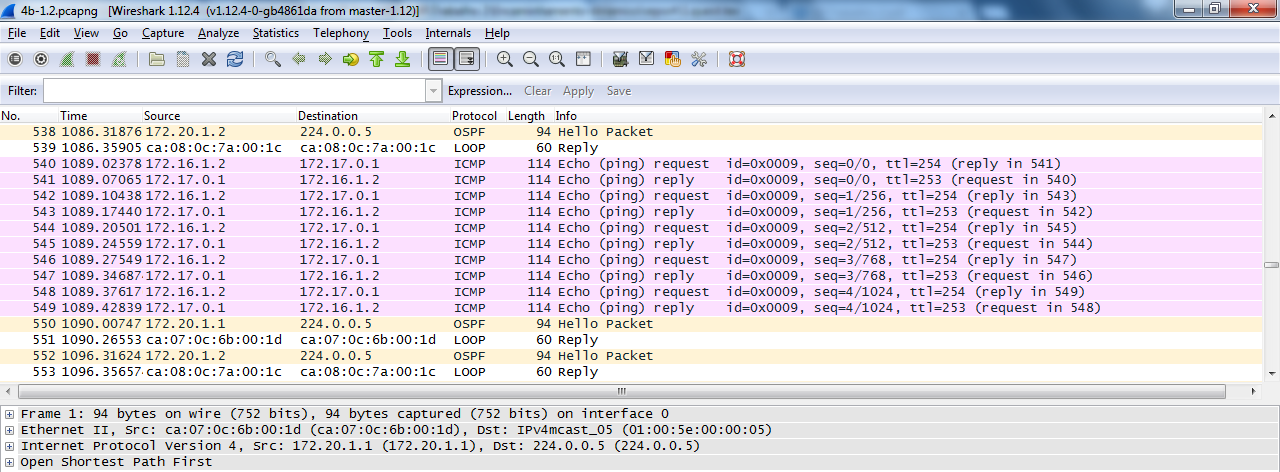 4b-1.2.pcapng [Wireshark 1.12.4 (v1.12.4-0-gb4861da from master-1.12)]
File Edit View Go Capture Analyze Statistics Telephony Tools Internals Help
Filter: Expression... Clear Apply Save
No. Time Source Destination Protocol Length Info
538 1086.31876 172.20.1.2 224.0.0.5 OSPF 94 Hello Packet
539 1086.35905 ca:08:0c:7a:00:1c ca:08:0c:7a:00:1c LOOP 60 Reply
540 1089.02378 172.16.1.2 172.17.0.1 ICMP 114 Echo (ping) request id=0x0009, seq=0/0, ttl=254 (reply in 541)
541 1089.07065 172.17.0.1 172.16.1.2 ICMP 114 Echo (ping) reply id=0x0009, seq=0/0, ttl=253 (request in 540)
542 1089.10438 172.16.1.2 172.17.0.1 ICMP 114 Echo (ping) request id=0x0009, seq=1/256, ttl=254 (reply in 543)
543 1089.17440 172.17.0.1 172.16.1.2 ICMP 114 Echo (ping) reply id=0x0009, seq=1/256, ttl=253 (request in 542)
544 1089.20501 172.16.1.2 172.17.0.1 ICMP 114 Echo (ping) request id=0x0009, seq=2/512, ttl=254 (reply in 545)
545 1089.24559 172.17.0.1 172.16.1.2 ICMP 114 Echo (ping) reply id=0x0009, seq=2/512, ttl=253 (request in 544)
546 1089.27549 172.16.1.2 172.17.0.1 ICMP 114 Echo (ping) request id=0x0009, seq=3/768, ttl=254 (reply in 547)
547 1089.34687 172.17.0.1 172.16.1.2 ICMP 114 Echo (ping) reply id=0x0009, seq=3/768, ttl=253 (request in 546)
548 1089.37617 172.16.1.2 172.17.0.1 ICMP 114 Echo (ping) request id=0x0009, seq=4/1024, ttl=254 (reply in 549)
549 1089.42839 172.17.0.1 172.16.1.2 ICMP 114 Echo (ping) reply id=0x0009, seq=4/1024, ttl=253 (request in 548)
550 1090.00747 172.20.1.1 224.0.0.5 OSPF 94 Hello Packet
551 1090.26553 ca:07:0c:6b:00:1d ca:07:0c:6b:00:1d LOOP 60 Reply
552 1096.31624 172.20.1.2 224.0.0.5 OSPF 94 Hello Packet
553 1096.35657 ca:08:0c:7a:00:1c ca:08:0c:7a:00:1c LOOP 60 Reply
Frame 1: 94 bytes on wire (752 bits), 94 bytes captured (752 bits) on interface 0
Ethernet II, Src: ca:07:0c:6b:00:1d (ca:07:0c:6b:00:1d), Dst: IPv4mcast_05 (01:00:5e:00:00:05)
Internet Protocol Version 4, Src: 172.20.1.1 (172.20.1.1), Dst: 224.0.0.5 (224.0.0.5)
Open Shortest Path First